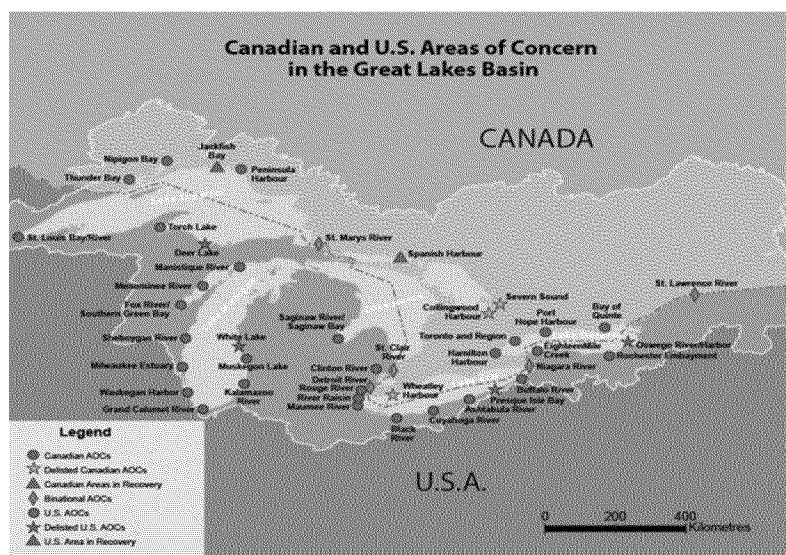 Canadian and U.S. Areas of Concern
in the Great Lakes Basin
CANADA
Jackfish
Bay
Nipigon Bay
Peninsula
Harbour
Thunder Bay
St. Louis Bay/River
Torch Lake
Deer Lake
St. Marys River
Spanish Harbour
Manistique River
Menominee River
Fox River/
Southern Green Bay
St. Lawrence River
Severn Sound
Collingwood
Harbour
Saginaw River/
Saginaw Bay
Port
Hope Harbour
Bay of
Quinte
Sheboygan River
White Lake
St. Clair
River
Toronto and Region
Oswego River/Harbor
Hamilton
Harbour
Eighteenmile
Creek
Rochester Embayment
Milwaukee Estuary
Muskegon Lake
Clinton River
Niagara River
Detroit River
Rouge River
Wheatley
Harbour
Buffalo River
Waukegan Harbor
Kalamazoo
River
River Raisin
Presque Isle Bay
Maumee River
Ashtabula River
Grand Calumet River
Cuyahoga River
Black
River
U.S.A.
Legend
Canadian AOCs
Delisted Canadian AOCs
Canadian Areas in Recovery
Binational AOCs
U.S. AOCs
Delisted U.S. AOCs
U.S. Area in Recovery
0 200 400
Kilometres